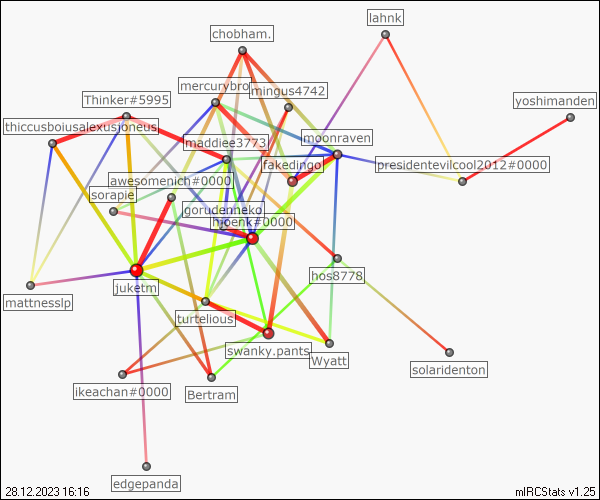 lahnk
chobham.
mercurybro
mingus4742
Thinker#5995
yoshimanden
thiccusboiusalexusjoneus
moonraven
maddiee3773
fakedingo
presidentevilcool2012#0000
awesomenich#0000
sorapie
gorudenneko
hjoenk#0000
hos8778
juketm
mattnesslp
turtelious
swanky.pants
Wyatt
solaridenton
ikeachan#0000
Bertram
edgepanda
28.12.2023 16:16
mIRCStats v1.25